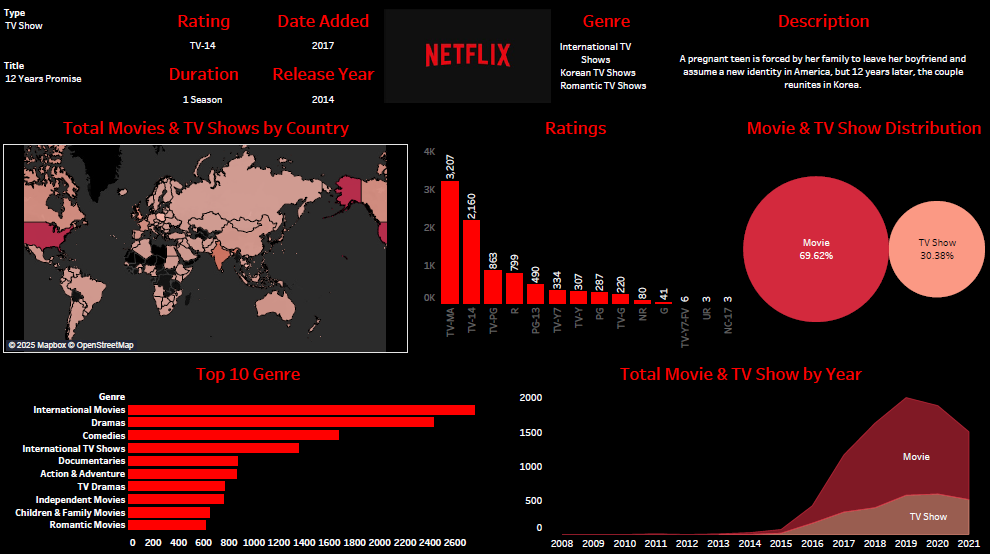 Type
TV Show
Title
12 Years Promise
Rating
TV-14
Date Added
2017
Duration
1 Season
Release Year
2014
NETFLIX
Genre
International TV
Shows
Korean TV Shows
Romantic TV Shows
Description
A pregnant teen is forced by her family to leave her boyfriend and
assume a new identity in America, but 12 years later, the couple
reunites in Korea.
Total Movies & TV Shows by Country
© 2025 Mapbox © OpenStreetMap
Ratings
4K
3K
2K
1K
0K
3,207
2,160
863
799
490
334
307
287
220
80
41
6
3
3
TV-MA
TV-14
TV-PG
R
PG-13
TV-Y7
TV-Y
PG
TV-G
NR
G
TV-Y7-FV
UR
NC-17
Movie & TV Show Distribution
Movie
69.62%
TV Show
30.38%
Top 10 Genre
Genre
International Movies
Dramas
Comedies
International TV Shows
Documentaries
Action & Adventure
TV Dramas
Independent Movies
Children & Family Movies
Romantic Movies
0 200 400 600 800 1000 1200 1400 1600 1800 2000 2200 2400 2600
Total Movie & TV Show by Year
2000
1500
1000
500
0
Movie
TV Show
2008 2009 2010 2011 2012 2013 2014 2015 2016 2017 2018 2019 2020 2021